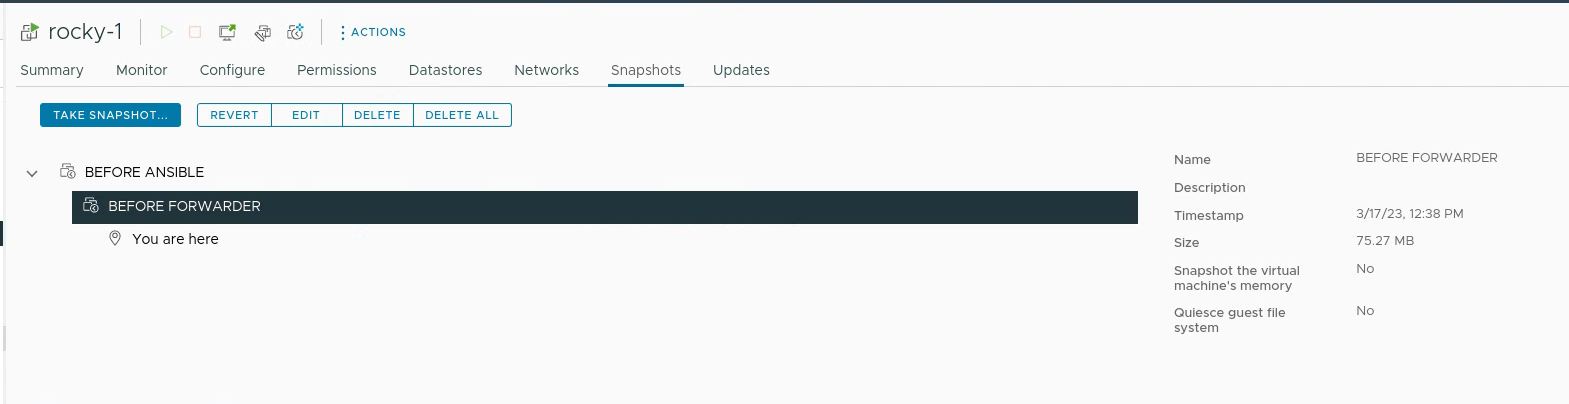 rocky-1
ACTIONS
Summary Monitor Configure Permissions Datastores Networks Snapshots Updates
TAKE SNAPSHOT... REVERT EDIT DELETE DELETE ALL
BEFORE ANSIBLE
BEFORE FORWARDER
You are here
Name BEFORE FORWARDER
Description
Timestamp 3/17/23, 12:38 PM
Size 75.27 MB
Snapshot the virtual No
machine's memory
Quiesce guest file No
system